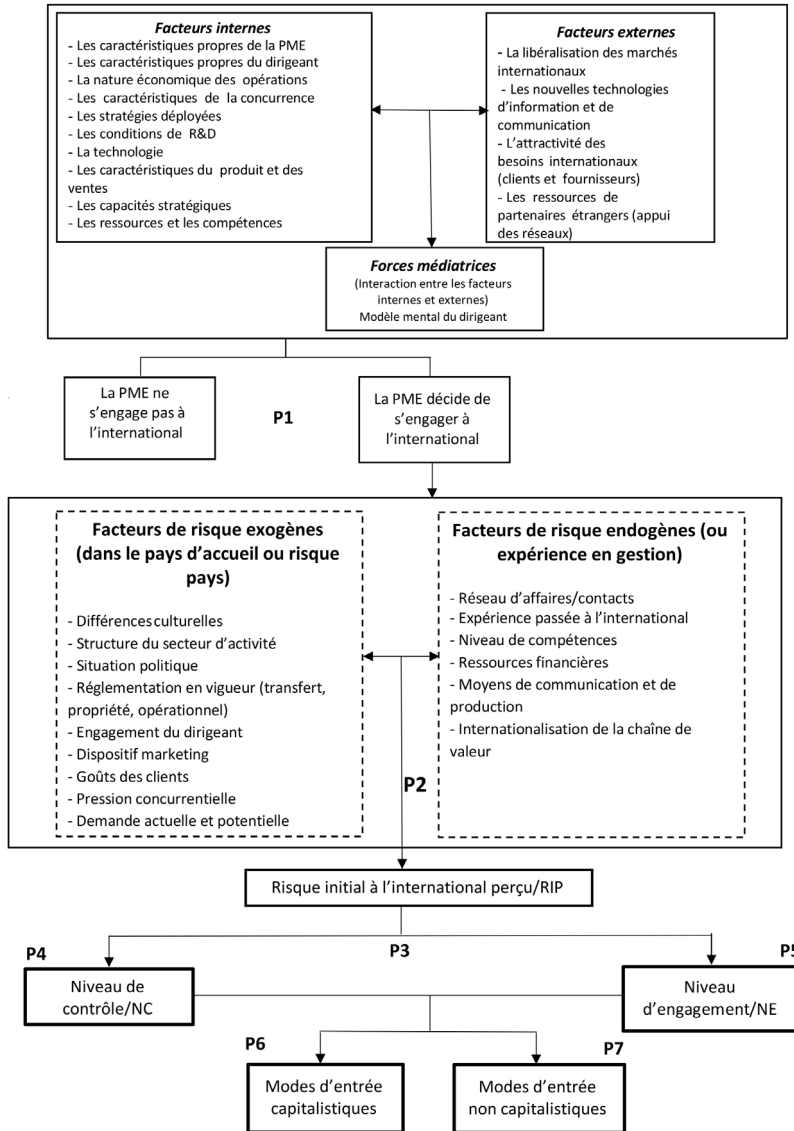 Facteurs internes
- Les caractéristiques propres de la PME
- Les caractéristiques propres du dirigeant
- La nature économique des opérations
- Les caractéristiques de la concurrence
- Les stratégies déployées
- Les conditions de R&D
- La technologie
- Les caractéristiques du produit et des
ventes
- Les capacités stratégiques
- Les ressources et les compétences
Facteurs externes
- La libéralisation des marchés
internationaux
- Les nouvelles technologies
d'information et de
communication
- L'attractivité des
besoins internationaux
(clients et fournisseurs)
- Les ressources de
partenaires étrangers (appui
des réseaux)
Forces médiatrices
(Interaction entre les facteurs
internes et externes)
Modèle mental du dirigeant
La PME ne
s'engage pas à
l'international
P1
La PME décide de
s'engager à
l'international
Facteurs de risque exogènes
(dans le pays d'accueil ou risque
pays)
- Différences culturelles
- Structure du secteur d'activité
- Situation politique
- Réglementation en vigueur (transfert,
propriété, opérationnel)
- Engagement du dirigeant
- Dispositif marketing
- Goûts des clients
- Pression concurrentielle
- Demande actuelle et potentielle
Facteurs de risque endogènes (ou
expérience en gestion)
- Réseau d'affaires/contacts
- Expérience passée à l'international
- Niveau de compétences
- Ressources financières
- Moyens de communication et de
production
- Internationalisation de la chaîne de
valeur
P2
Risque initial à l'international perçu/RIP
P4
P3
P5
Niveau de
contrôle/NC
Niveau
d'engagement/NE
P6
P7
Modes d'entrée
capitalistiques
Modes d'entrée
non capitalistiques